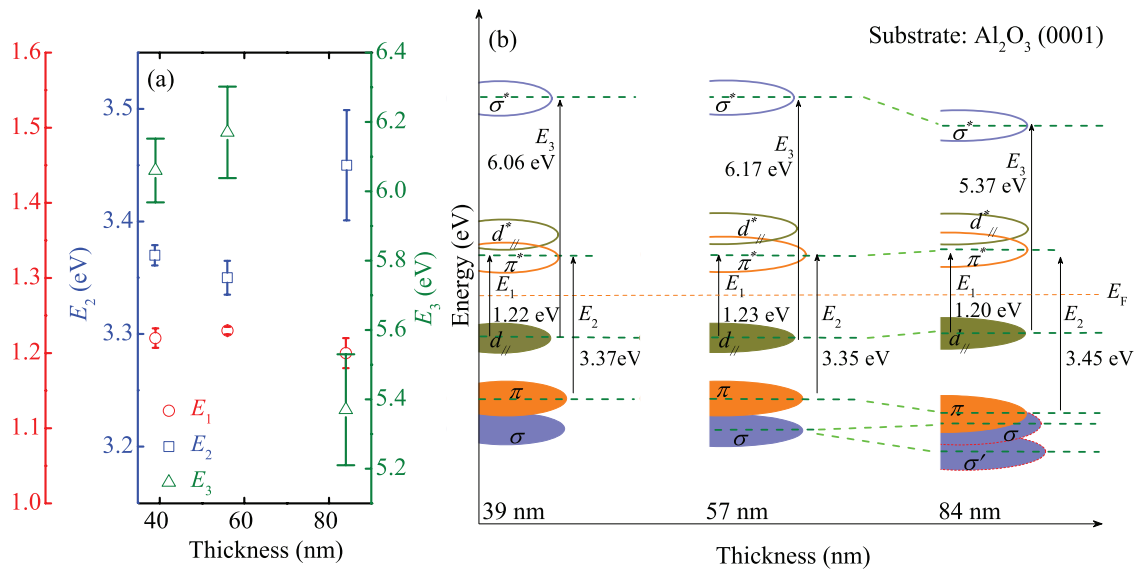 (a)
1.6
1.5
1.4
1.3
1.2
1.1
1.0
E₂ (eV)
3.5
3.4
3.3
3.2
E₁
E₂
E₃
40
60
80
Thickness (nm)
6.4
6.2
6.0
5.8
5.6
5.4
5.2
E₃ (eV)
(b)
Substrate: Al₂O₃ (0001)
Energy (eV)
σ*
E₃
6.06 eV
d*//
π*
E₁
1.22 eV
E₂
d//
3.37eV
π
σ
39 nm
σ*
E₃
6.17 eV
d*//
π*
E₁
1.23 eV
E₂
d//
3.35 eV
π
σ
57 nm
σ*
E₃
5.37 eV
d*//
π*
E_F
E₁
1.20 eV
E₂
d//
3.45 eV
π
σ
σ′
84 nm
Thickness (nm)